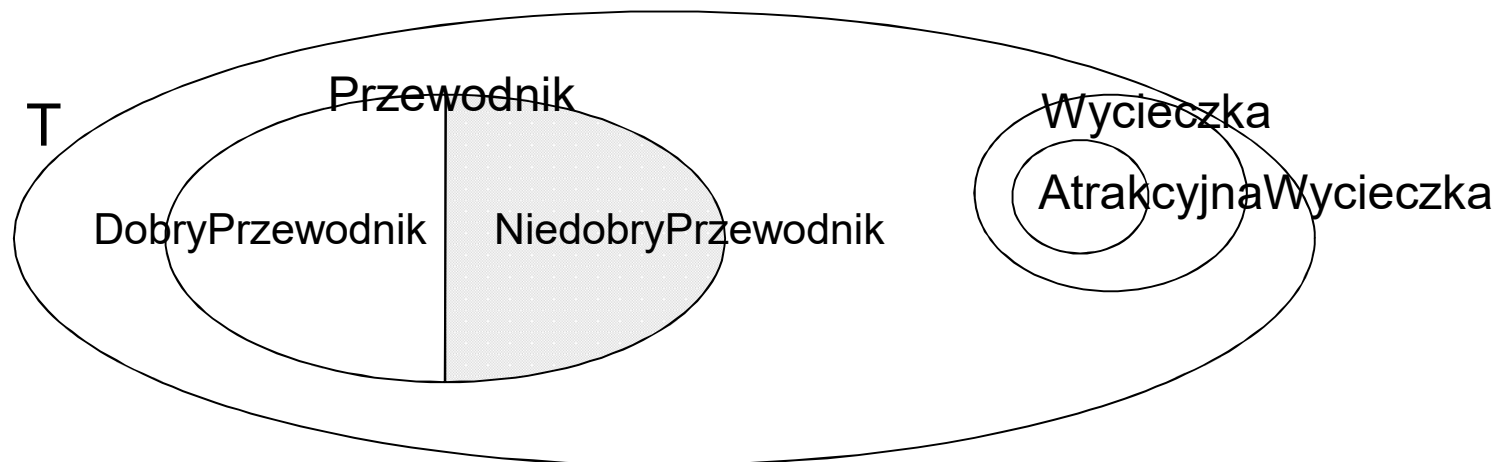 T
Przewodnik
Wycieczka
DobryPrzewodnik
NiedobryPrzewodnik
AtrakcyjnaWycieczka